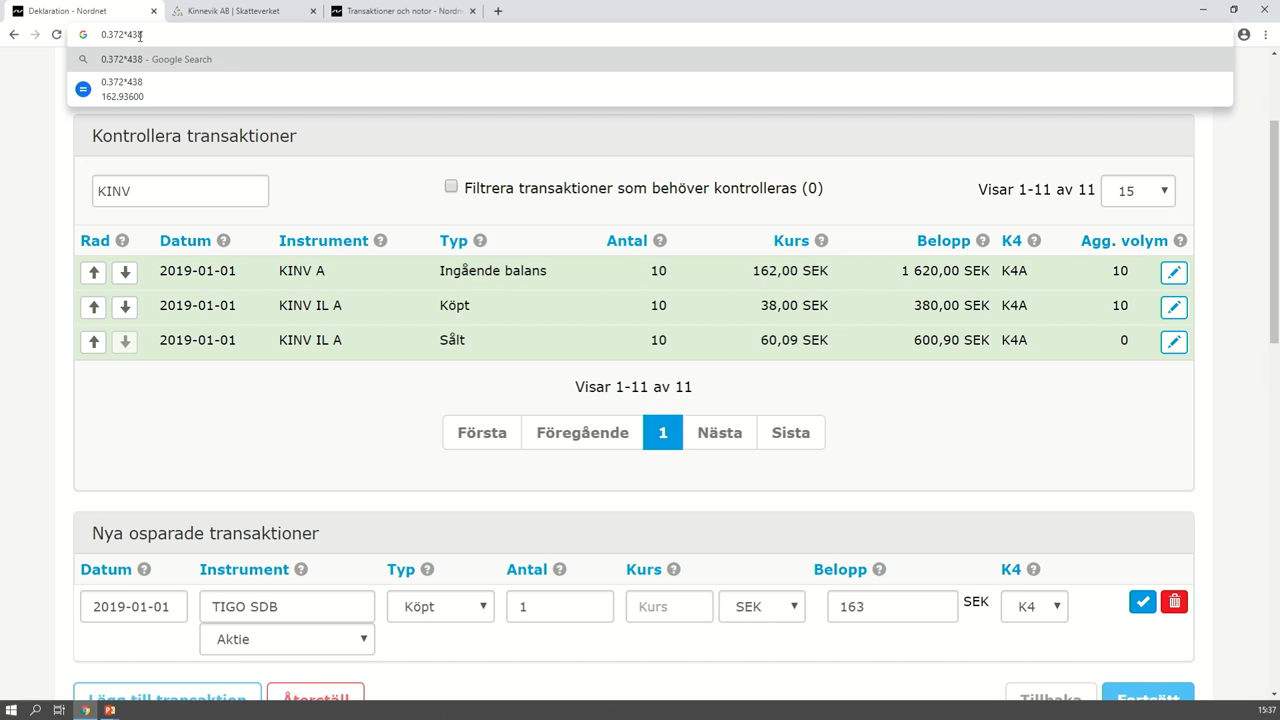 Deklaration - Nordnet
Kinnevik AB | Skatteverket
Transaktioner och notor - Nordn
0.372*438
0.372*438 - Google Search
0.372*438
162.93600
Kontrollera transaktioner
KINV
Filtrera transaktioner som behöver kontrolleras (0)
Visar 1-11 av 11
15
Rad Datum Instrument Typ Antal Kurs Belopp K4 Agg. volym
2019-01-01 KINV A Ingående balans 10 162,00 SEK 1 620,00 SEK K4A 10
2019-01-01 KINV IL A Köpt 10 38,00 SEK 380,00 SEK K4A 10
2019-01-01 KINV IL A Sålt 10 60,09 SEK 600,90 SEK K4A 0
Visar 1-11 av 11
Första Föregående 1 Nästa Sista
Nya osparade transaktioner
Datum Instrument Typ Antal Kurs Belopp K4
2019-01-01 TIGO SDB Köpt 1 Kurs SEK 163 SEK K4
Aktie
Lägg till transaktion Återställ Tillbaka Fortsätt
15:37